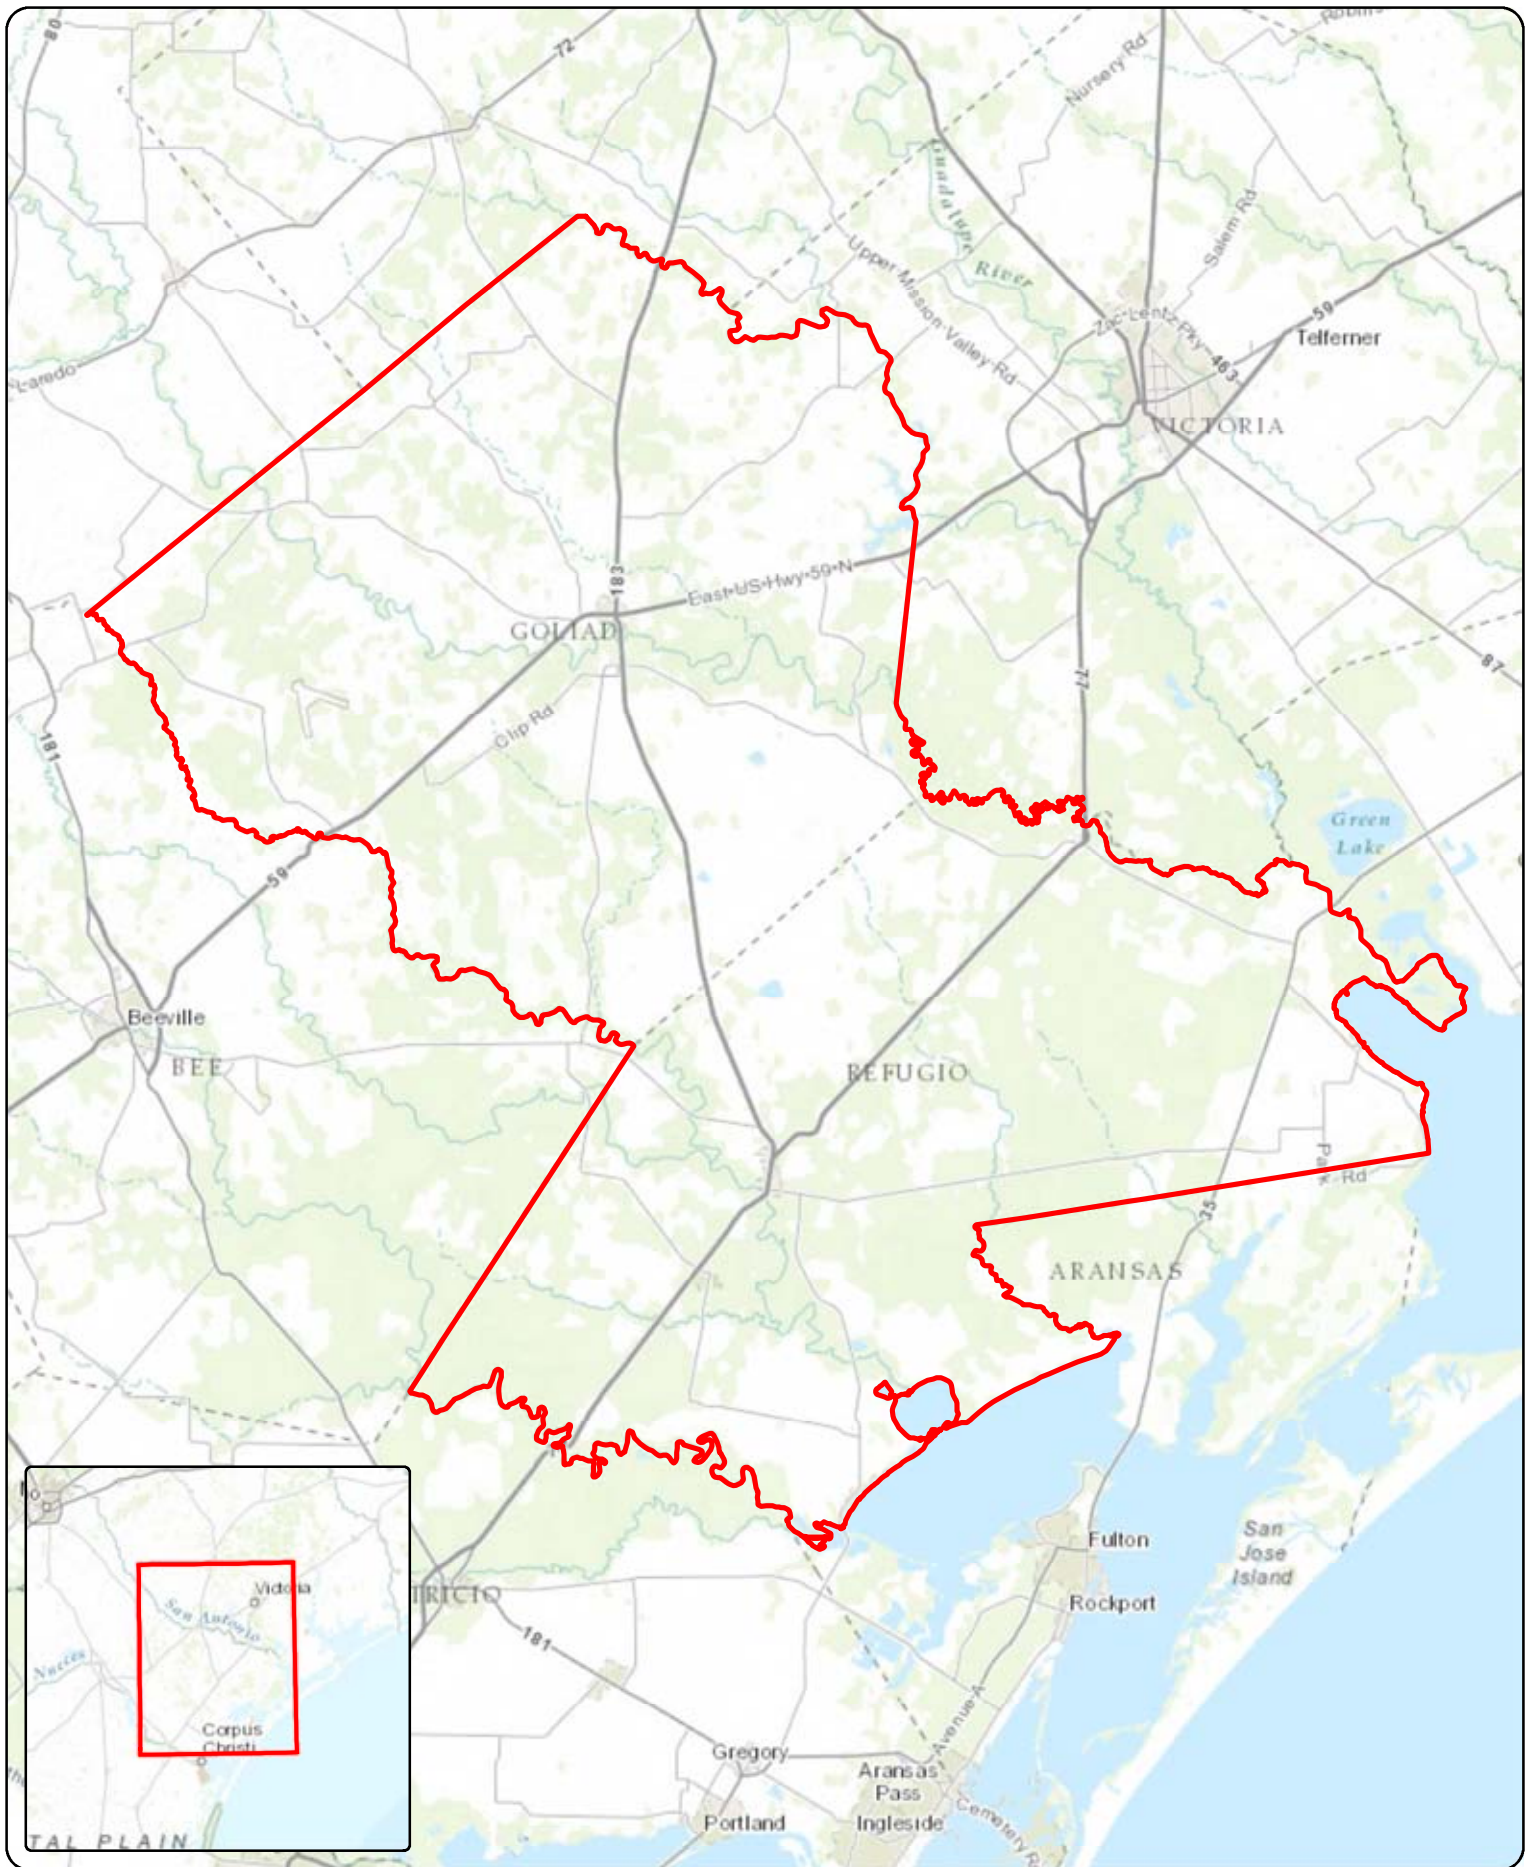 80
72
Nursery Rd
Guadalupe
River
Salem Rd
Upper Mission Valley Rd
Zac-Lentz Pky
463
59
Telferner
VICTORIA
Laredo
183
East US Hwy 59 N
GOLIAD
77
87
Clip Rd
181
Green
Lake
59
Beeville
BEE
REFUGIO
Park Rd
35
ARANSAS
Fulton
San
Jose
Island
Rockport
TRICIO
181
Avenue A
Gregory
Aransas
Pass
Portland
Ingleside
Cemetery R
Victoria
San Antonio
Nueces
Corpus
Christi
TAL PLAIN